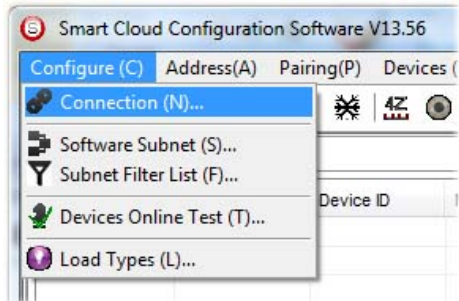 Smart Cloud Configuration Software V13.56
Configure (C) Address(A) Pairing(P) Devices (
Connection (N)...
Software Subnet (S)...
Subnet Filter List (F)...
Device ID
Devices Online Test (T)...
Load Types (L)...